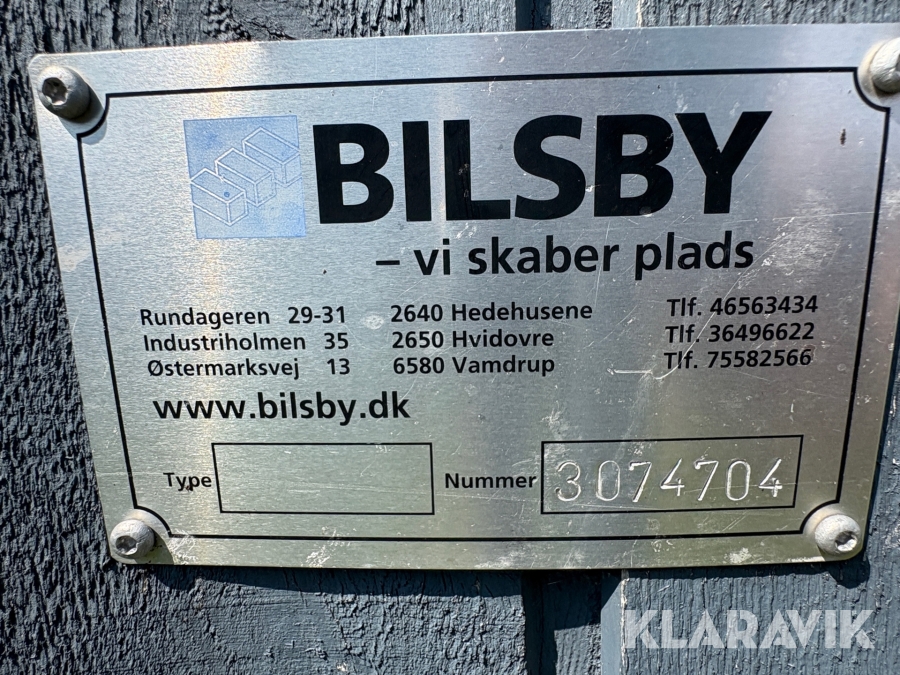 BILSBY
– vi skaber plads
Rundageren 29-31 2640 Hedehusene Tlf. 46563434
Industriholmen 35 2650 Hvidovre Tlf. 36496622
Østermarksvej 13 6580 Vamdrup Tlf. 75582566
www.bilsby.dk
Type Nummer 3074704
KLARAVIK